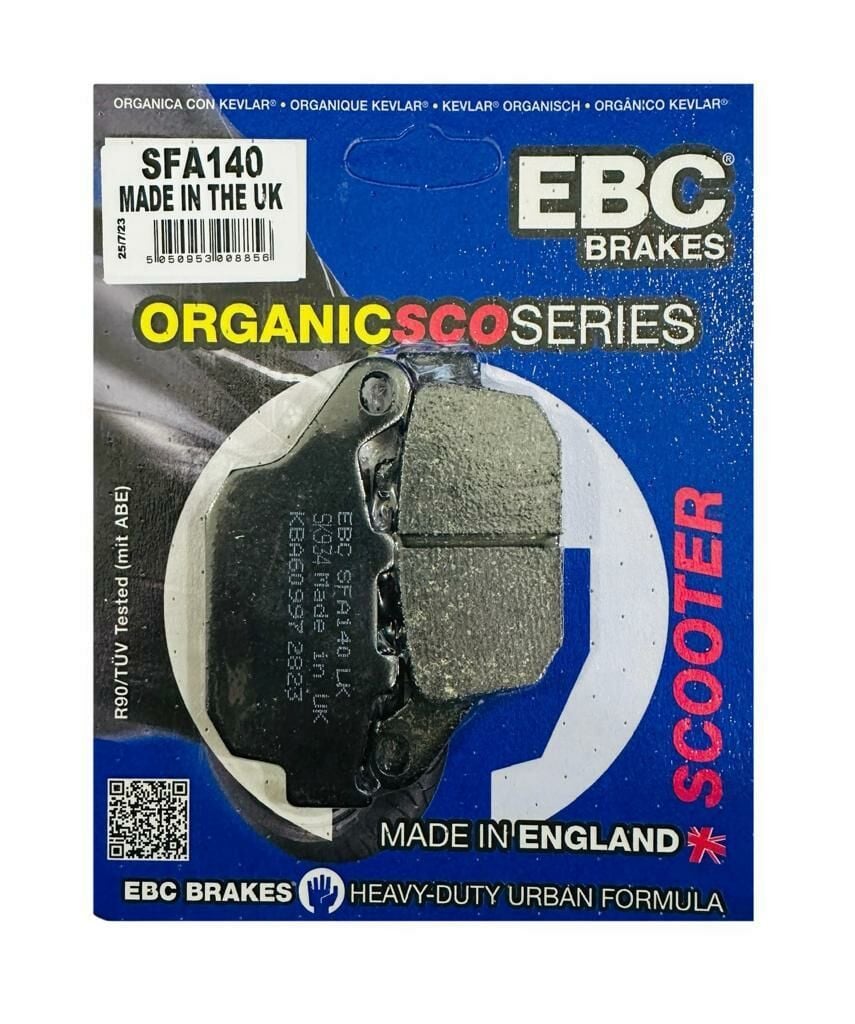 ORGANICA CON KEVLAR® • ORGANIQUE KEVLAR® • KEVLAR® ORGANISCH • ORGÂNICO KEVLAR®
SFA140
MADE IN THE UK
25/7/23
5 050953 008856
EBC®
BRAKES
ORGANICSCOSERIES
EBC SFA140 LK
SK934 Made in UK
KBA60997 2823
R90/TÜV Tested (mit ABE)
SCOOTER
MADE IN ENGLAND
EBC BRAKES HEAVY-DUTY URBAN FORMULA